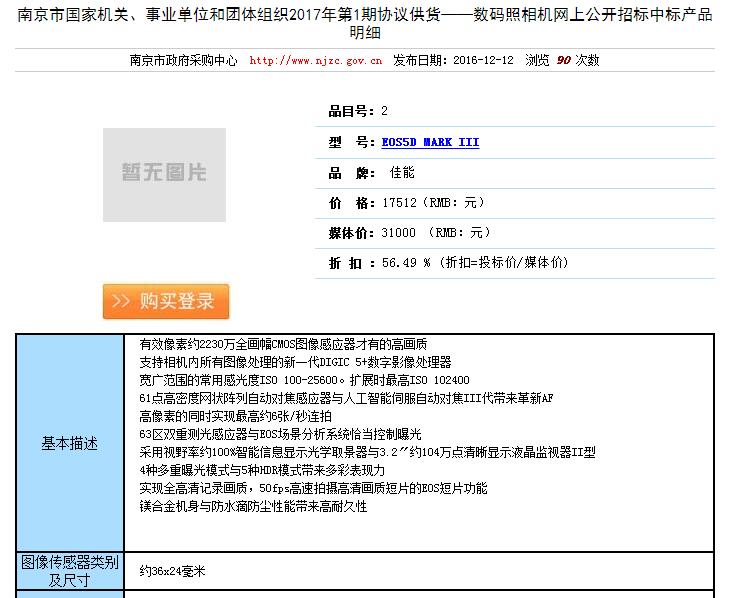 南京市国家机关、事业单位和团体组织2017年第1期协议供货——数码照相机网上公开招标中标产品
明细
南京市政府采购中心 http://www.njzc.gov.cn 发布日期：2016-12-12 浏览 90 次数
品目号：2
暂无图片
型 号：EOS5D MARK III
品 牌： 佳能
价 格：17512（RMB：元）
媒体价：31000 （RMB：元）
折 扣 ：56.49 % (折扣=投标价/媒体价)
>> 购买登录
基本描述
有效像素约2230万全画幅CMOS图像感应器才有的高画质
支持相机内所有图像处理的新一代DIGIC 5+数字影像处理器
宽广范围的常用感光度ISO 100-25600。扩展时最高ISO 102400
61点高密度网状阵列自动对焦感应器与人工智能伺服自动对焦III代带来革新AF
高像素的同时实现最高约6张/秒连拍
63区双重测光感应器与EOS场景分析系统恰当控制曝光
采用视野率约100%智能信息显示光学取景器与3.2″约104万点清晰显示液晶监视器II型
4种多重曝光模式与5种HDR模式带来多彩表现力
实现全高清记录画质，50fps高速拍摄高清画质短片的EOS短片功能
镁合金机身与防水滴防尘性能带来高耐久性
图像传感器类别
及尺寸
约36x24毫米